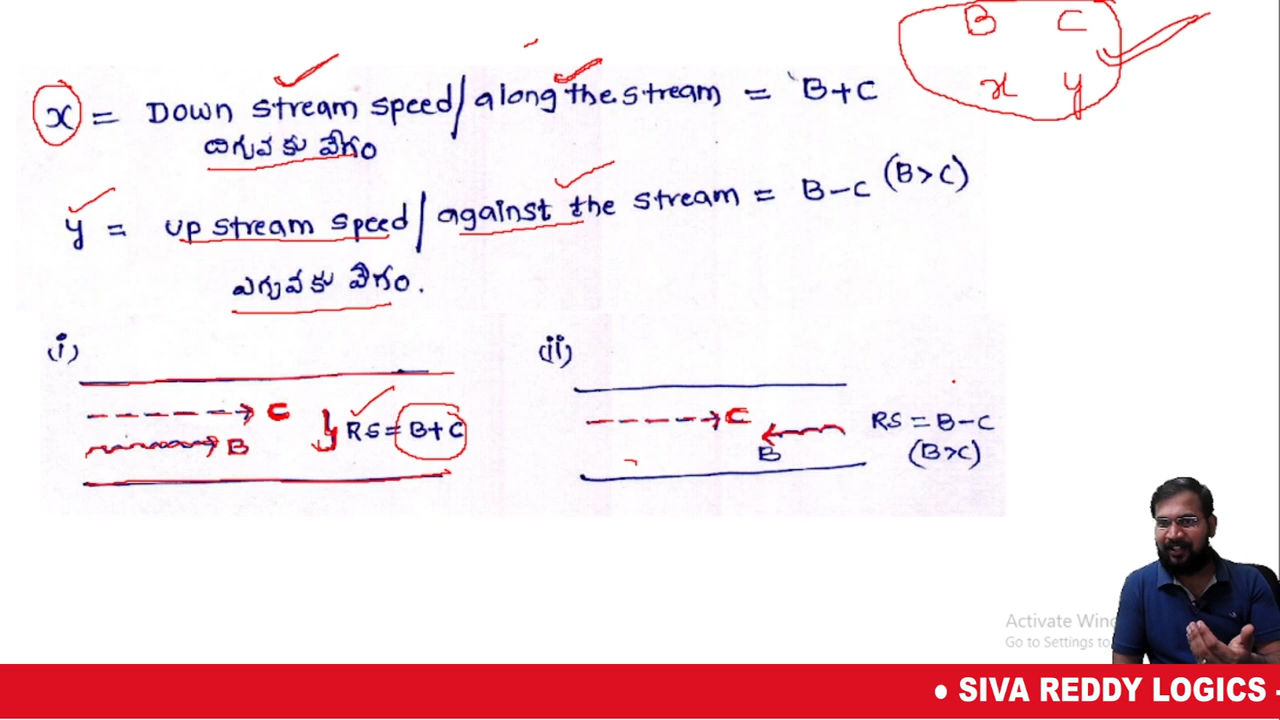 B C
x y
x = Down stream speed/along the stream = B+C
దిగువకు వేగం
y = up stream speed/against the stream = B-C (B>C)
ఎగువకు వేగం.
(i)
C
B
RS = B+C
(ii)
C
B
RS = B-C
(B>C)
Activate Wind
Go to Settings to
• SIVA REDDY LOGICS -